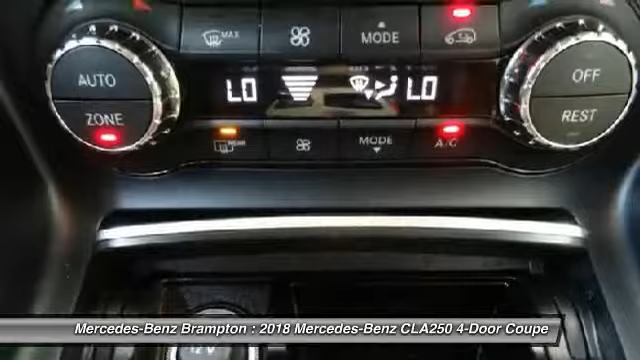 MAX
MODE
AUTO
ZONE
LO
LO
OFF
REST
REAR
MODE
A/C
12V
Mercedes-Benz Brampton : 2018 Mercedes-Benz CLA250 4-Door Coupe